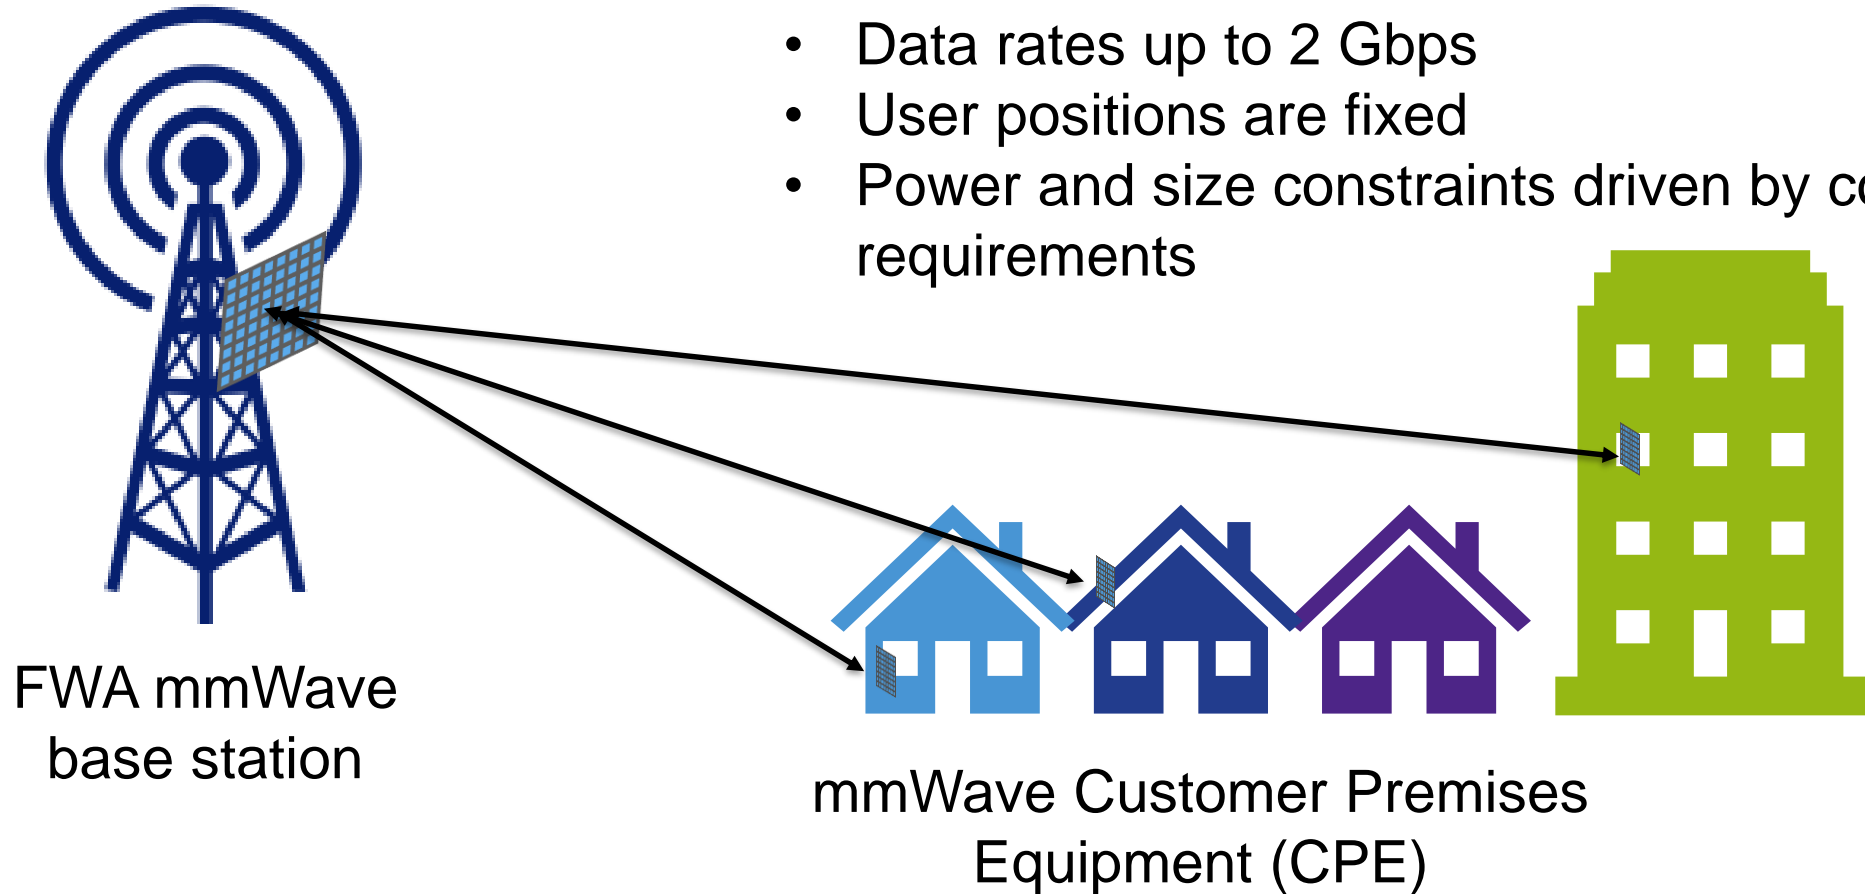 • Data rates up to 2 Gbps
• User positions are fixed
• Power and size constraints driven by
requirements
FWA mmWave
base station
mmWave Customer Premises
Equipment (CPE)